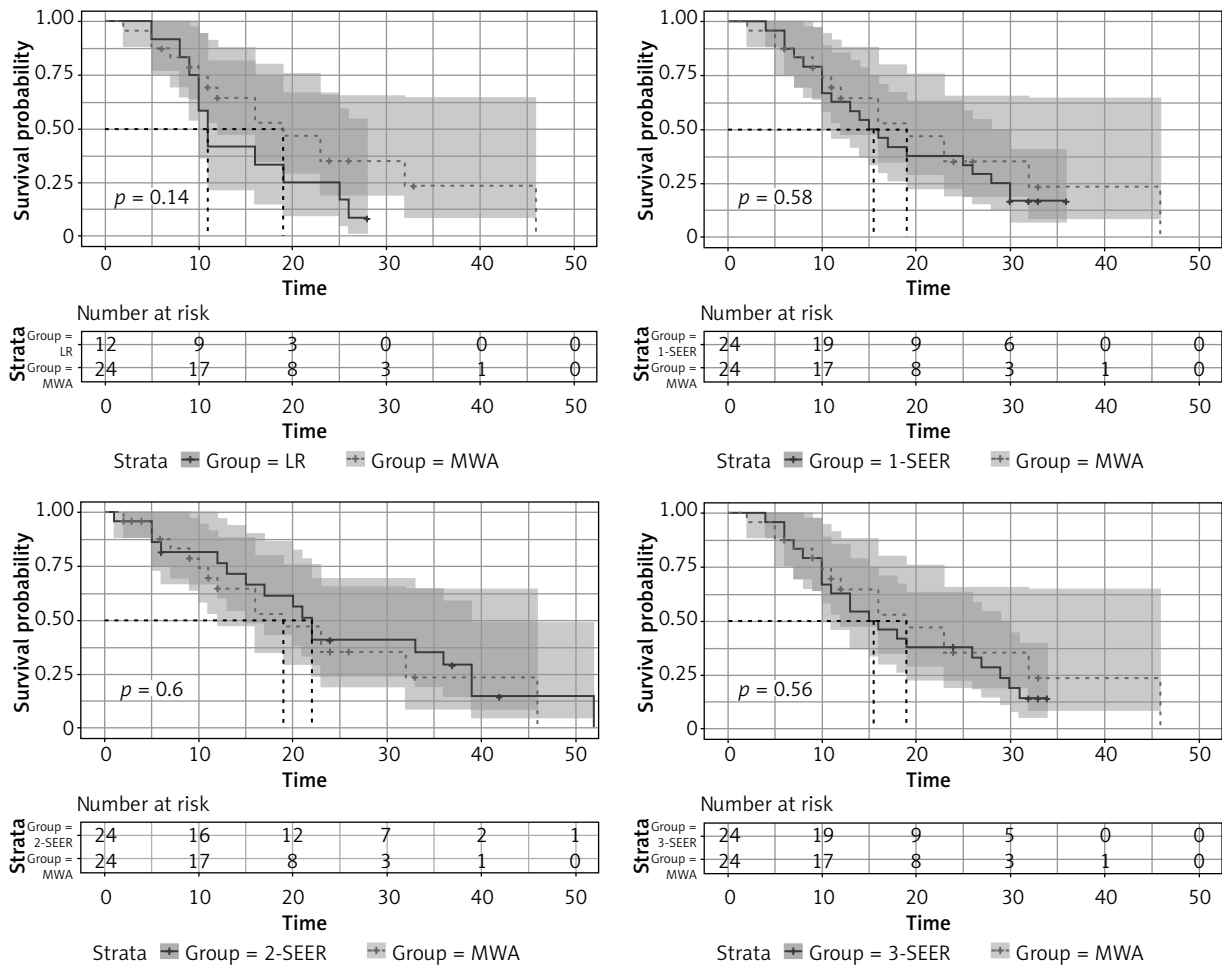 Survival probability
1.00
0.75
0.50
0.25
0
p = 0.14
0 10 20 30 40 50
Time
Number at risk
Strata
Group = LR
12 9 3 0 0 0
Group = MWA
24 17 8 3 1 0
0 10 20 30 40 50
Time
Strata Group = LR Group = MWA
Survival probability
1.00
0.75
0.50
0.25
0
p = 0.58
0 10 20 30 40 50
Time
Number at risk
Strata
Group = 1-SEER
24 19 9 6 0 0
Group = MWA
24 17 8 3 1 0
0 10 20 30 40 50
Time
Strata Group = 1-SEER Group = MWA
Survival probability
1.00
0.75
0.50
0.25
0
p = 0.6
0 10 20 30 40 50
Time
Number at risk
Strata
Group = 2-SEER
24 16 12 7 2 1
Group = MWA
24 17 8 3 1 0
0 10 20 30 40 50
Time
Strata Group = 2-SEER Group = MWA
Survival probability
1.00
0.75
0.50
0.25
0
p = 0.56
0 10 20 30 40 50
Time
Number at risk
Strata
Group = 3-SEER
24 19 9 5 0 0
Group = MWA
24 17 8 3 1 0
0 10 20 30 40 50
Time
Strata Group = 3-SEER Group = MWA